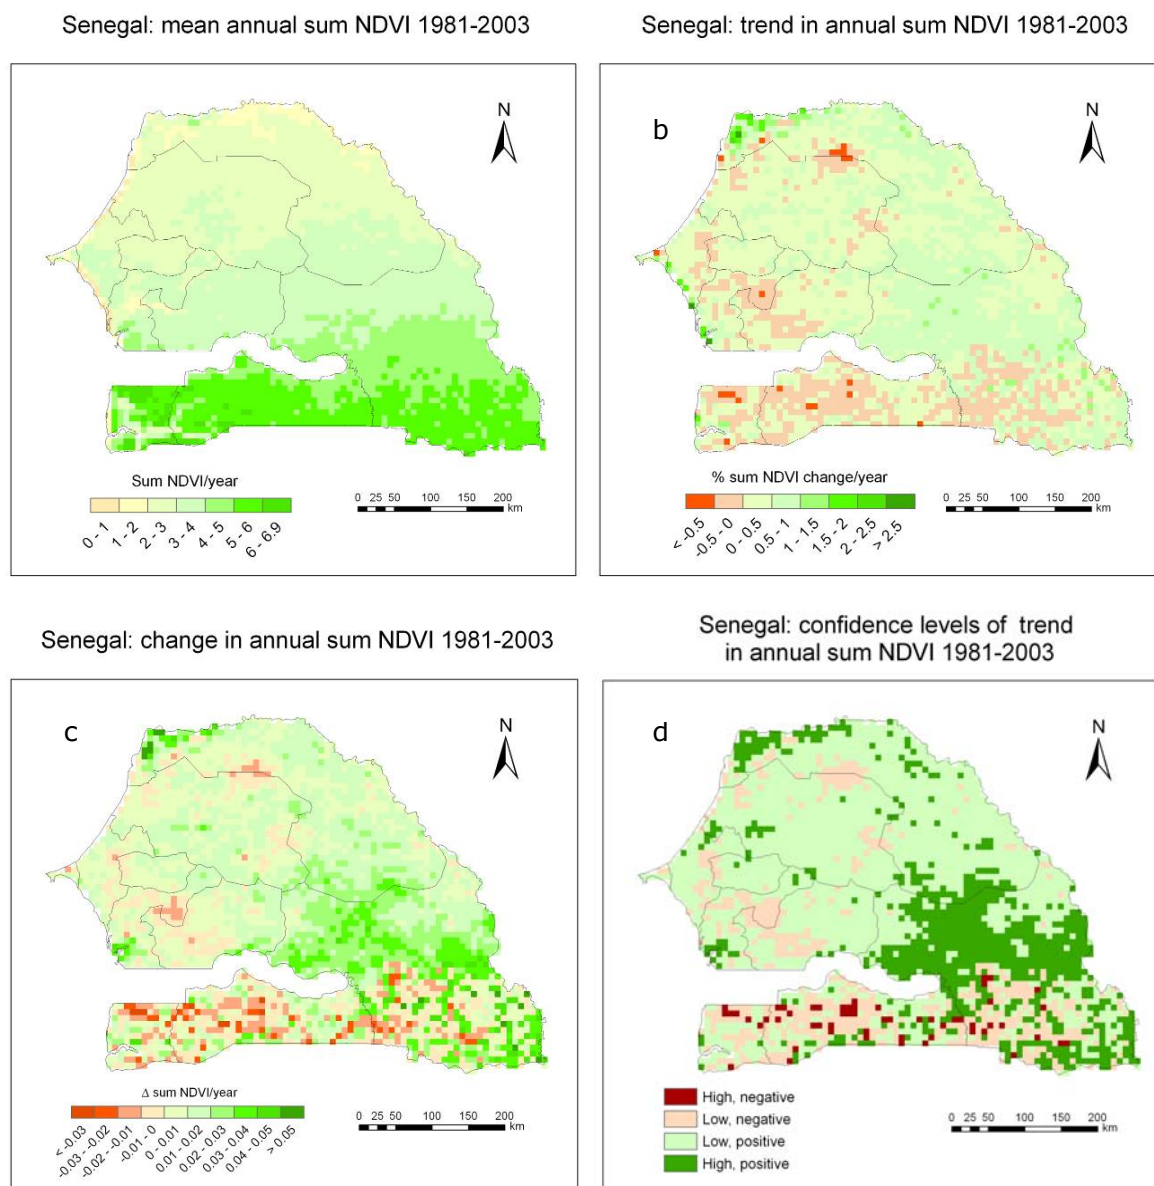 Senegal: mean annual sum NDVI 1981-2003
N
Sum NDVI/year
0 - 1
1 - 2
2 - 3
3 - 4
4 - 5
5 - 6
6 - 6.9
0 25 50 100 150 200
km
Senegal: trend in annual sum NDVI 1981-2003
b
N
% sum NDVI change/year
< -0.5
-0.5 - 0
0 - 0.5
0.5 - 1
1 - 1.5
1.5 - 2
2 - 2.5
> 2.5
0 25 50 100 150 200
km
Senegal: change in annual sum NDVI 1981-2003
c
N
Δ sum NDVI/year
< -0.03
-0.03 - -0.02
-0.02 - -0.01
-0.01 - 0
0 - 0.01
0.01 - 0.02
0.02 - 0.03
0.03 - 0.04
0.04 - 0.05
> 0.05
0 25 50 100 150 200
km
Senegal: confidence levels of trend
in annual sum NDVI 1981-2003
d
N
High, negative
Low, negative
Low, positive
High, positive
0 25 50 100 150 200
km